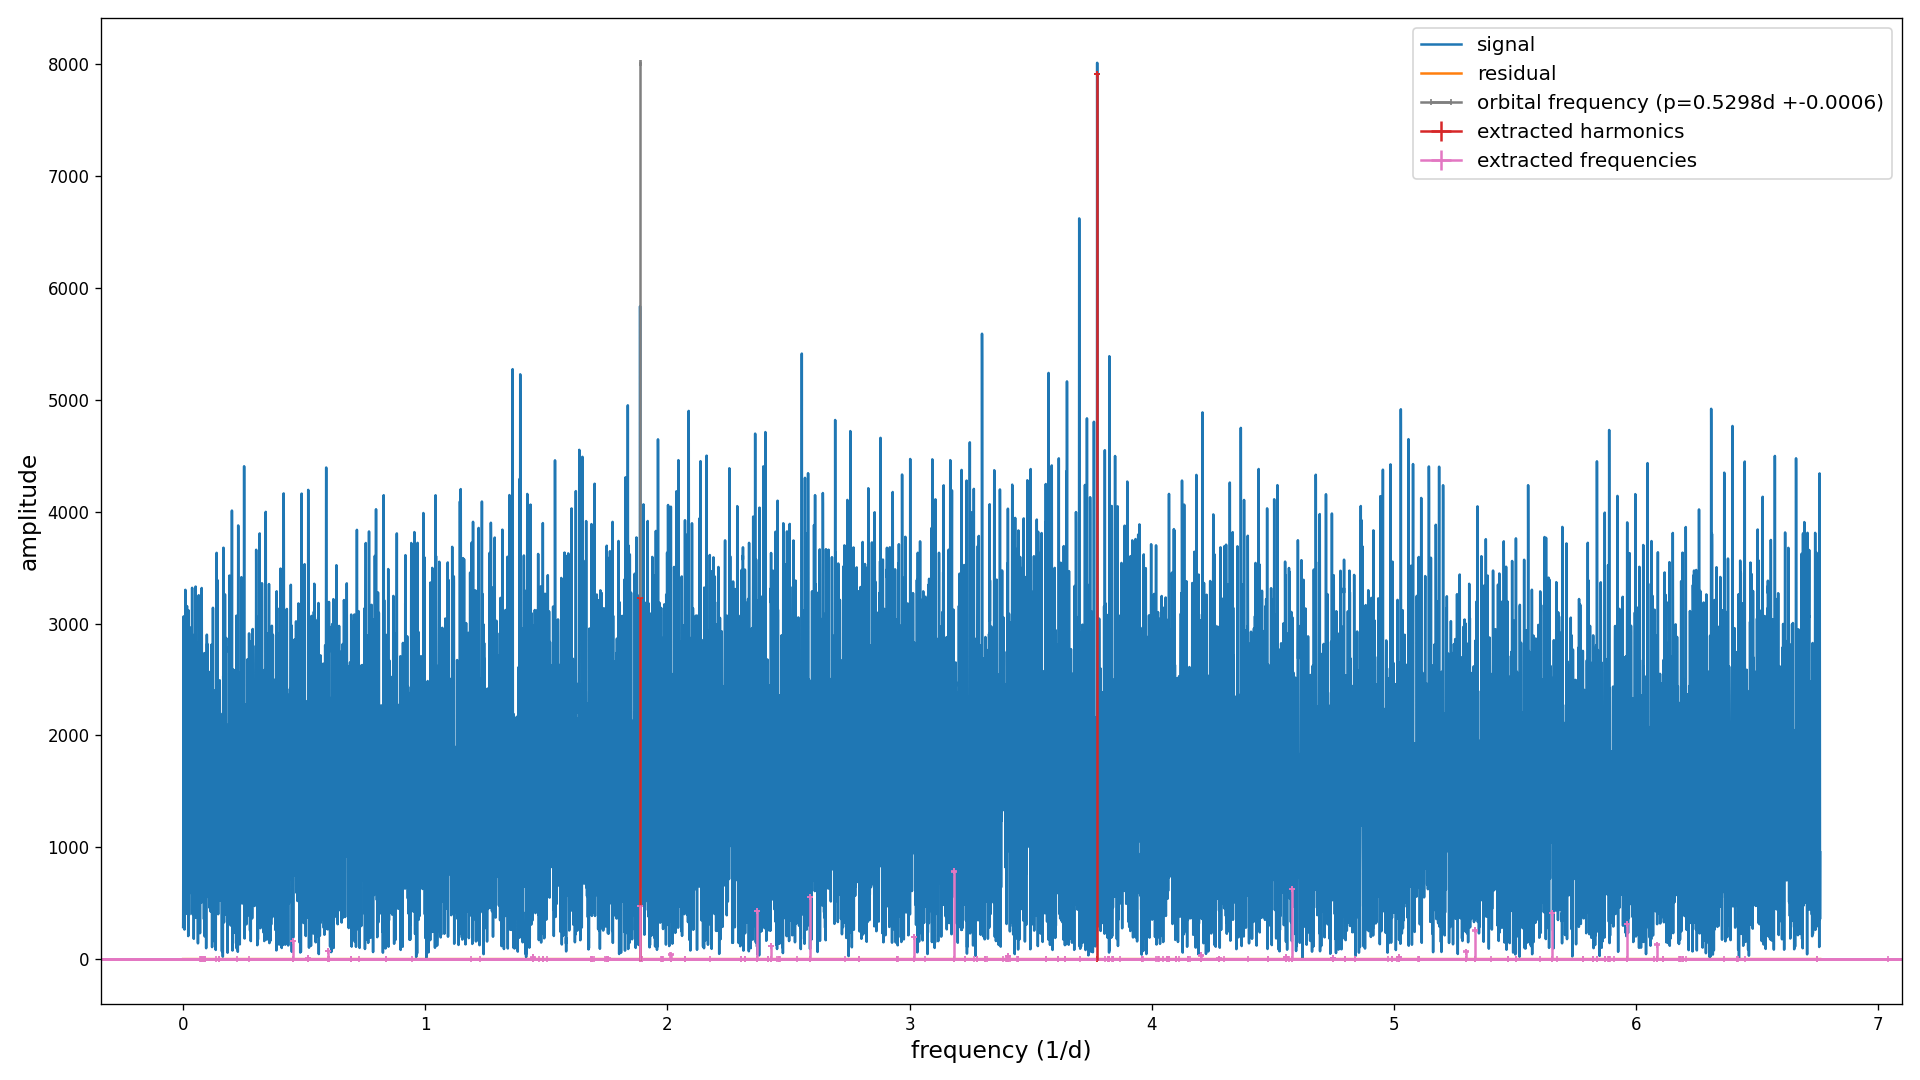 signal
residual
orbital frequency (p=0.5298d +-0.0006)
extracted harmonics
extracted frequencies
8000
7000
6000
5000
4000
3000
2000
1000
0
amplitude
0 1 2 3 4 5 6 7
frequency (1/d)